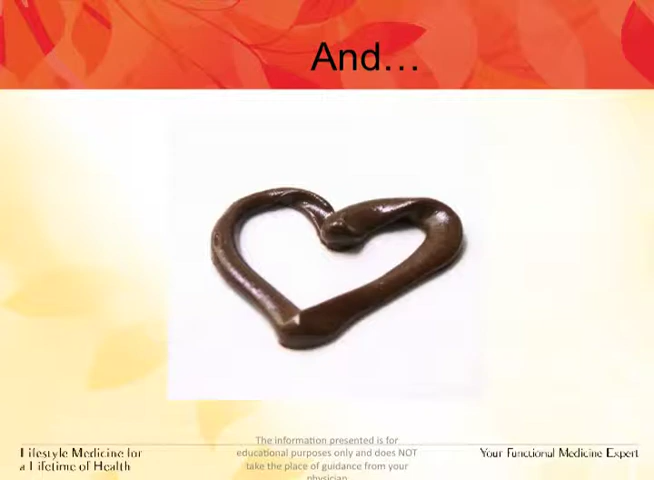 And…
The information presented is for
educational purposes only and does NOT
take the place of guidance from your
physician
Lifestyle Medicine for
a Lifetime of Health
Your Functional Medicine Expert